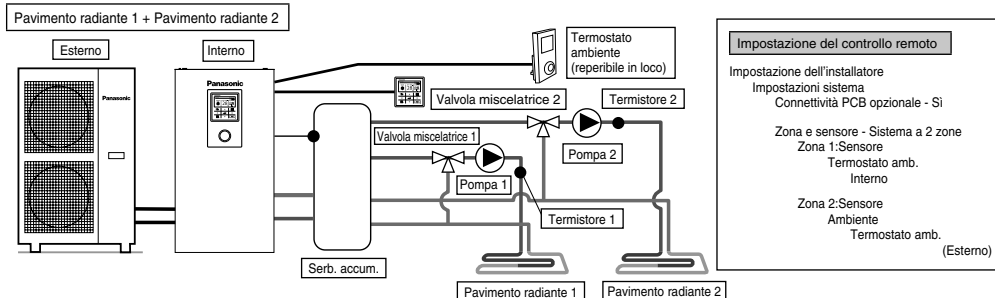 Pavimento radiante 1 + Pavimento radiante 2
Esterno
Interno
Panasonic
Panasonic
Termostato
ambiente
(reperibile in loco)
Valvola miscelatrice 2
Termistore 2
Valvola miscelatrice 1
Pompa 2
Pompa 1
Termistore 1
Serb. accum.
Pavimento radiante 1
Pavimento radiante 2
Impostazione del controllo remoto
Impostazione dell'installatore
Impostazioni sistema
Connettività PCB opzionale - Sì
Zona e sensore - Sistema a 2 zone
Zona 1:Sensore
Termostato amb.
Interno
Zona 2:Sensore
Ambiente
Termostato amb.
(Esterno)